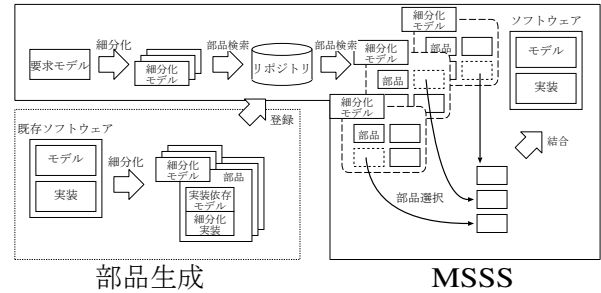 細分化
モデル
ソフトウェア
モデル
実装
要求モデル
細分化
細分化
モデル
部品検索
リポジトリ
部品検索
細分化
モデル
部品
部品
細分化
モデル
部品
登録
結合
既存ソフトウェア
モデル
実装
細分化
細分化
モデル
部品
実装依存
モデル
細分化
実装
部品選択
部品生成
MSSS